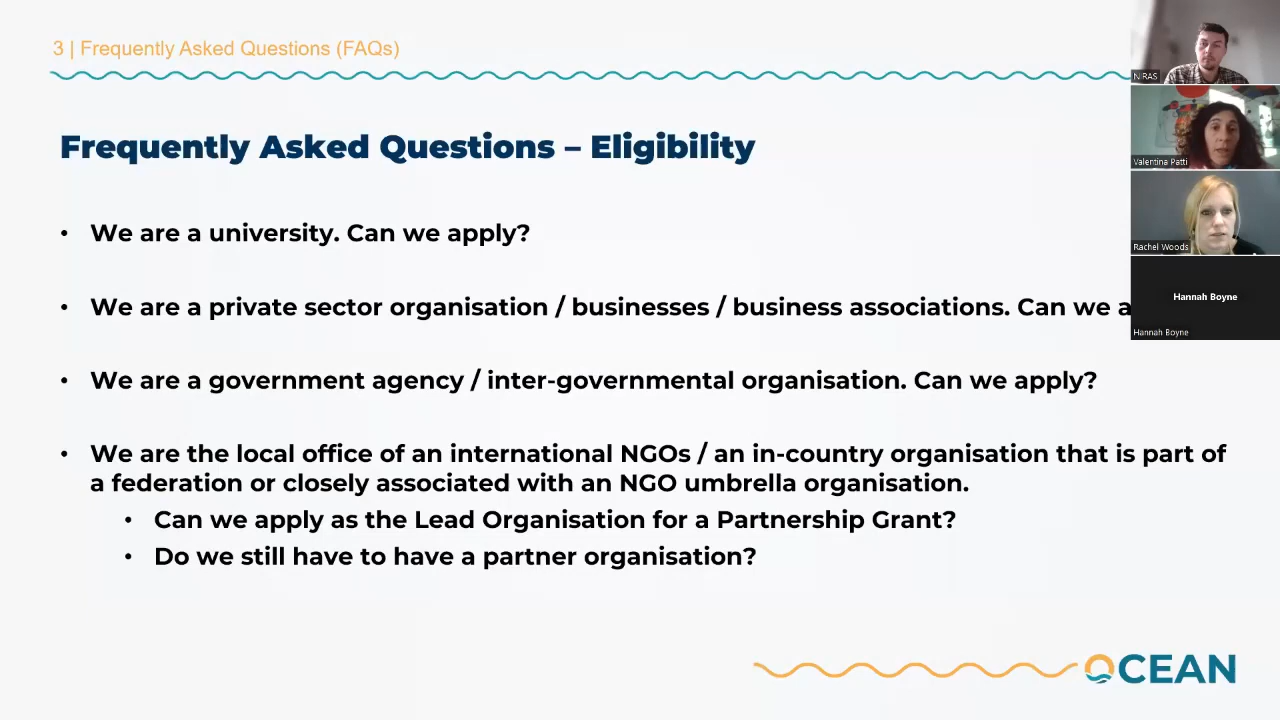 3 | Frequently Asked Questions (FAQs)
Frequently Asked Questions – Eligibility
• We are a university. Can we apply?
• We are a private sector organisation / businesses / business associations. Can we a
• We are a government agency / inter-governmental organisation. Can we apply?
• We are the local office of an international NGOs / an in-country organisation that is part of
a federation or closely associated with an NGO umbrella organisation.
• Can we apply as the Lead Organisation for a Partnership Grant?
• Do we still have to have a partner organisation?
OCEAN
NIRAS
Valentina Patti
Rachel Woods
Hannah Boyne
Hannah Boyne